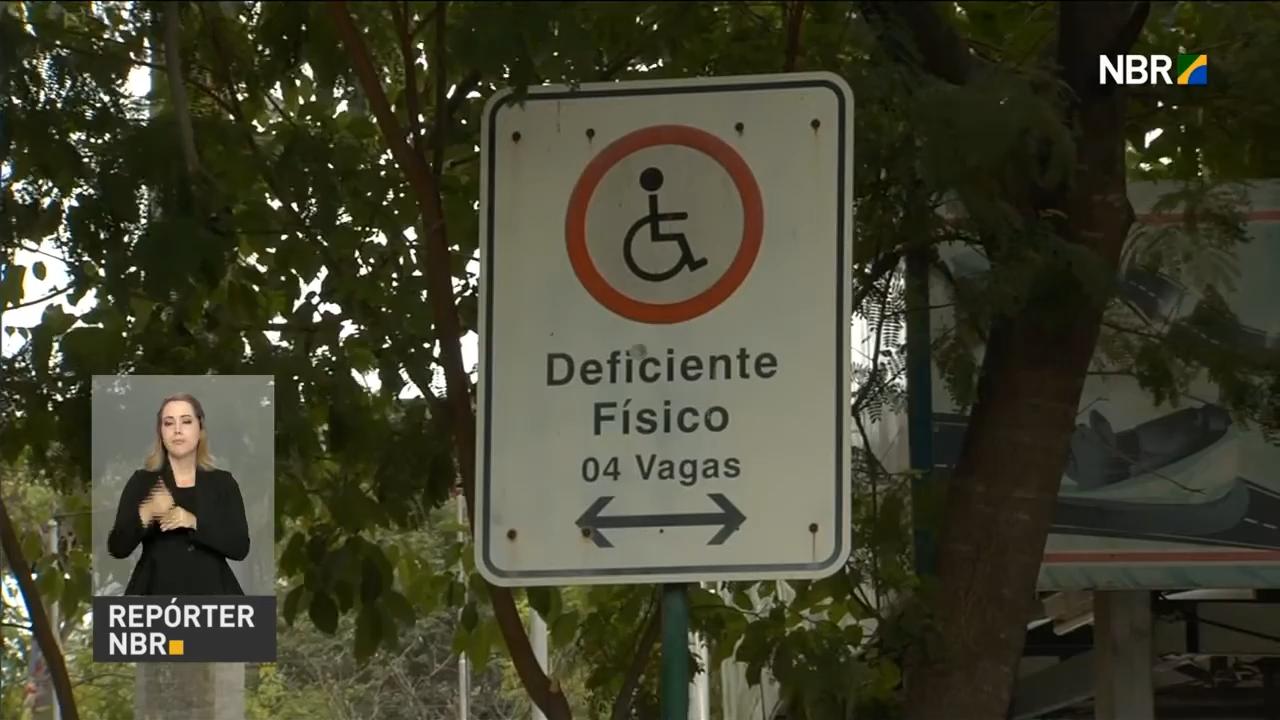 NBR
Deficiente
Físico
04 Vagas
REPÓRTER
NBR